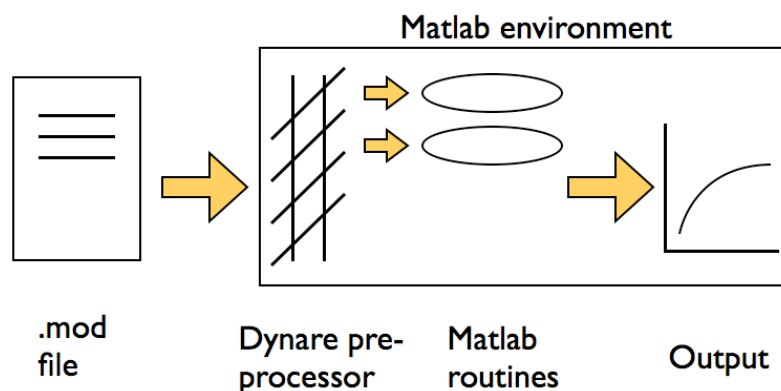 Matlab environment
.mod
file
Dynare pre-
processor
Matlab
routines
Output